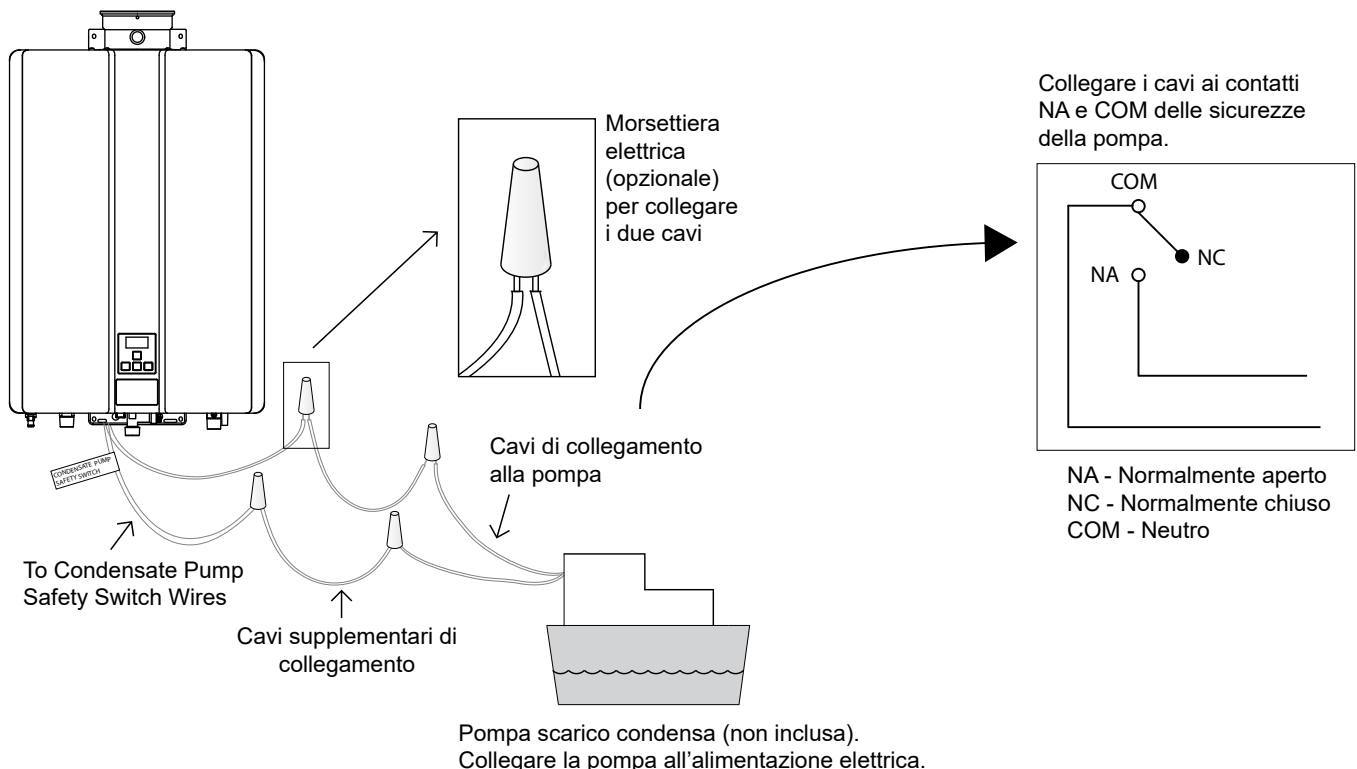 Collegare i cavi ai contatti
NA e COM delle sicurezze
della pompa.
Morsettiera
elettrica
(opzionale)
per collegare
i due cavi
COM
NC
NA
NA - Normalmente aperto
NC - Normalmente chiuso
COM - Neutro
Cavi di collegamento
alla pompa
CONDENSATE PUMP
SAFETY SWITCH
To Condensate Pump
Safety Switch Wires
Cavi supplementari di
collegamento
Pompa scarico condensa (non inclusa).
Collegare la pompa all'alimentazione elettrica.